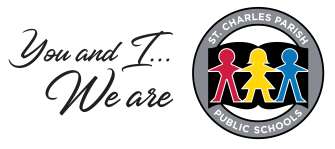 You and I...
We are
ST. CHARLES PARISH
PUBLIC SCHOOLS